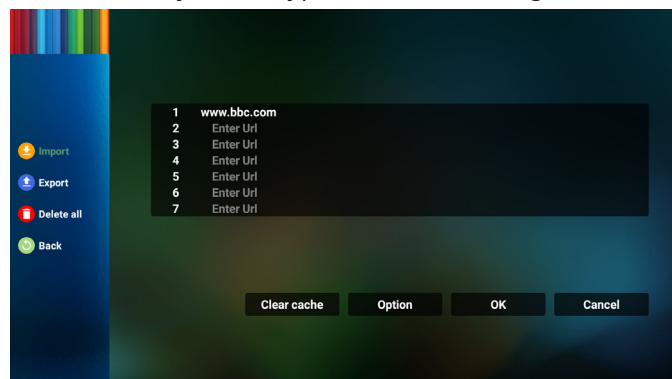 Import
Export
Delete all
Back
1 www.bbc.com
2 Enter Url
3 Enter Url
4 Enter Url
5 Enter Url
6 Enter Url
7 Enter Url
Clear cache Option OK Cancel